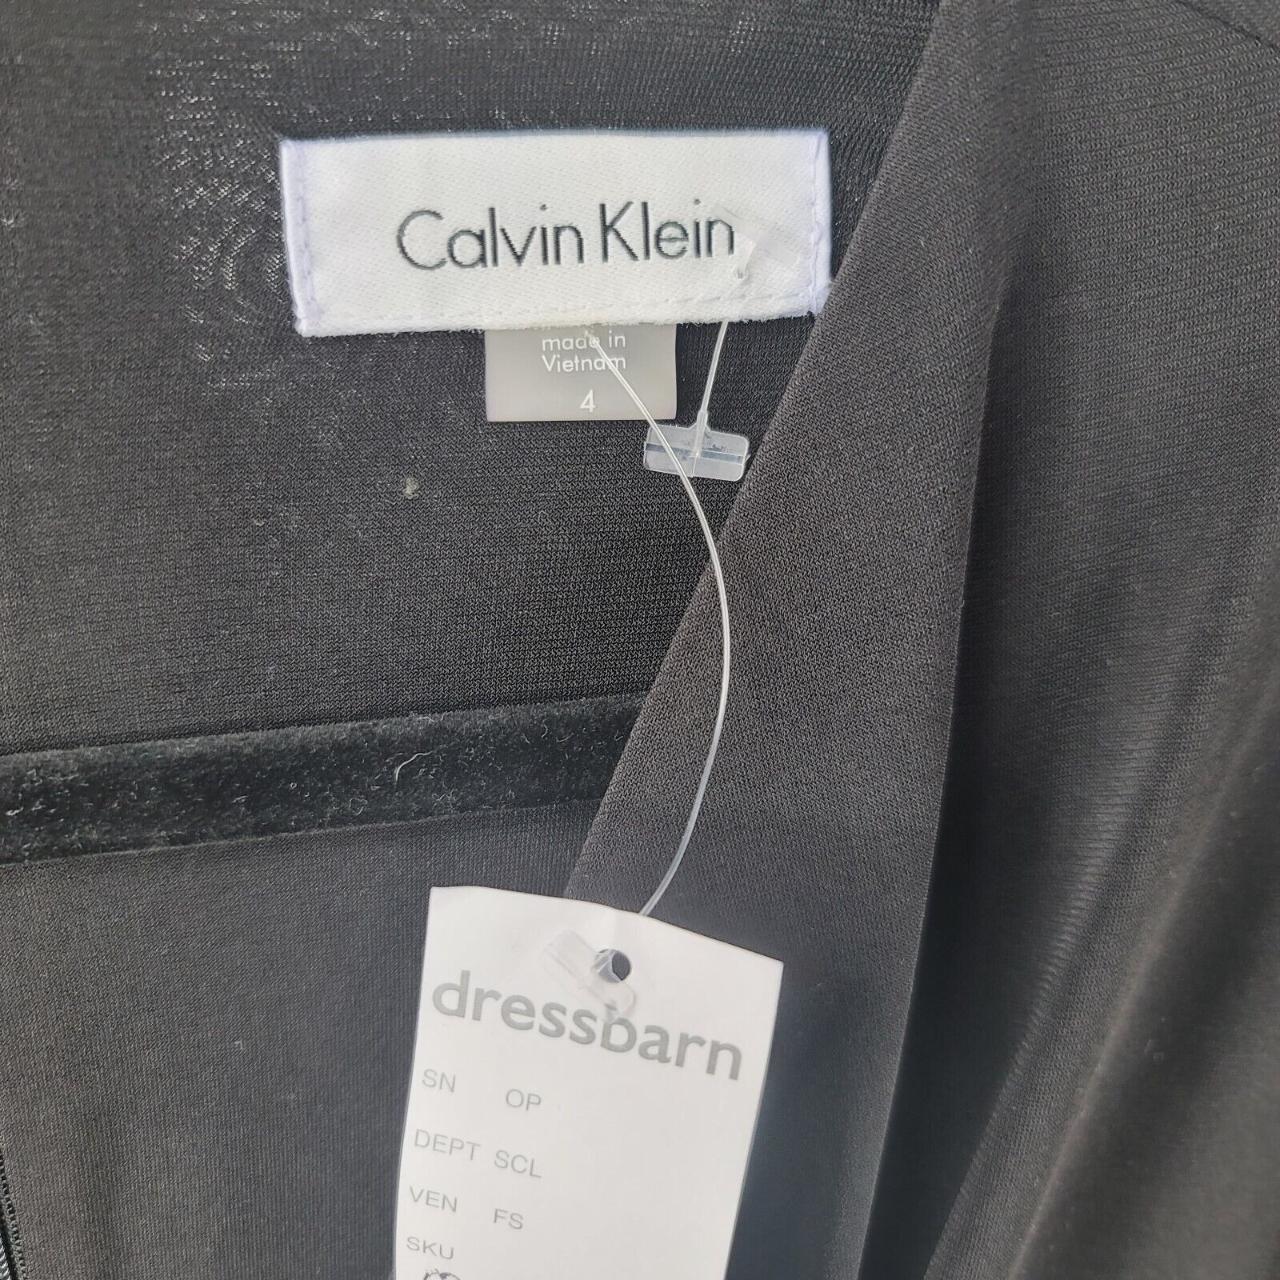 Calvin Klein
made in
Vietnam
4
dressbarn
SN OP
DEPT SCL
VEN FS
SKU